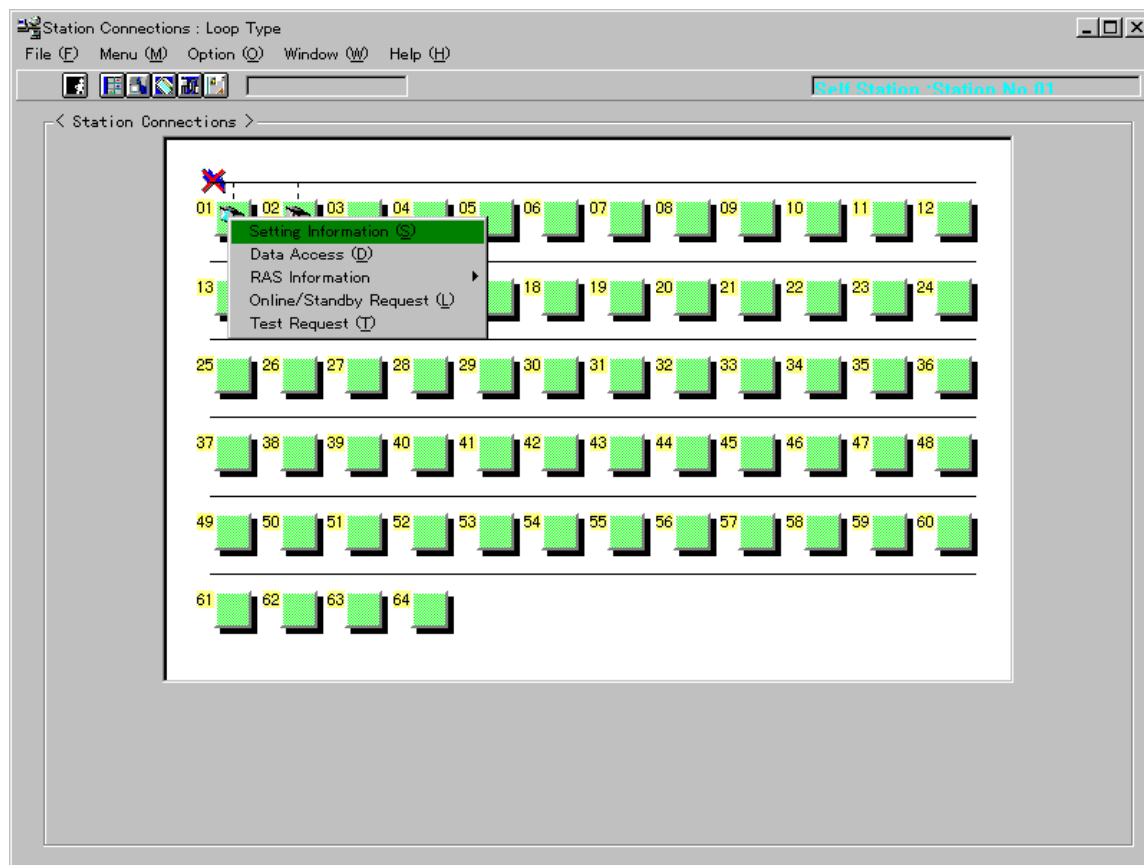 Station Connections : Loop Type
File (F) Menu (M) Option (O) Window (W) Help (H)
Self Station :Station No 01
< Station Connections >
01 02 03 04 05 06 07 08 09 10 11 12
Setting Information (S)
Data Access (D)
RAS Information
Online/Standby Request (L)
Test Request (T)
13 18 19 20 21 22 23 24
25 26 27 28 29 30 31 32 33 34 35 36
37 38 39 40 41 42 43 44 45 46 47 48
49 50 51 52 53 54 55 56 57 58 59 60
61 62 63 64